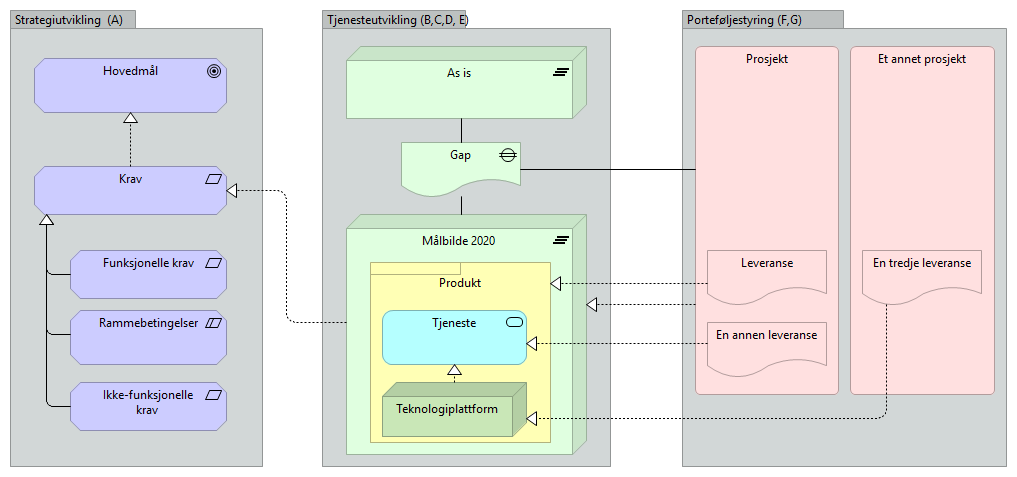 Strategiutvikling  (A)
Hovedmål
Krav
Funksjonelle krav
Rammebetingelser
Ikke-funksjonelle
krav
Tjenesteutvikling (B,C,D, E)
As is
Gap
Målbilde 2020
Produkt
Tjeneste
Teknologiplattform
Porteføljestyring (F,G)
Prosjekt
Et annet prosjekt
Leveranse
En tredje leveranse
En annen leveranse